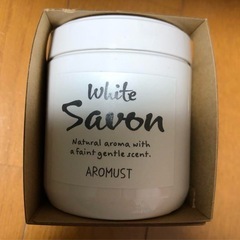 White
Savon
Natural aroma with
a faint gentle scent.
AROMUST